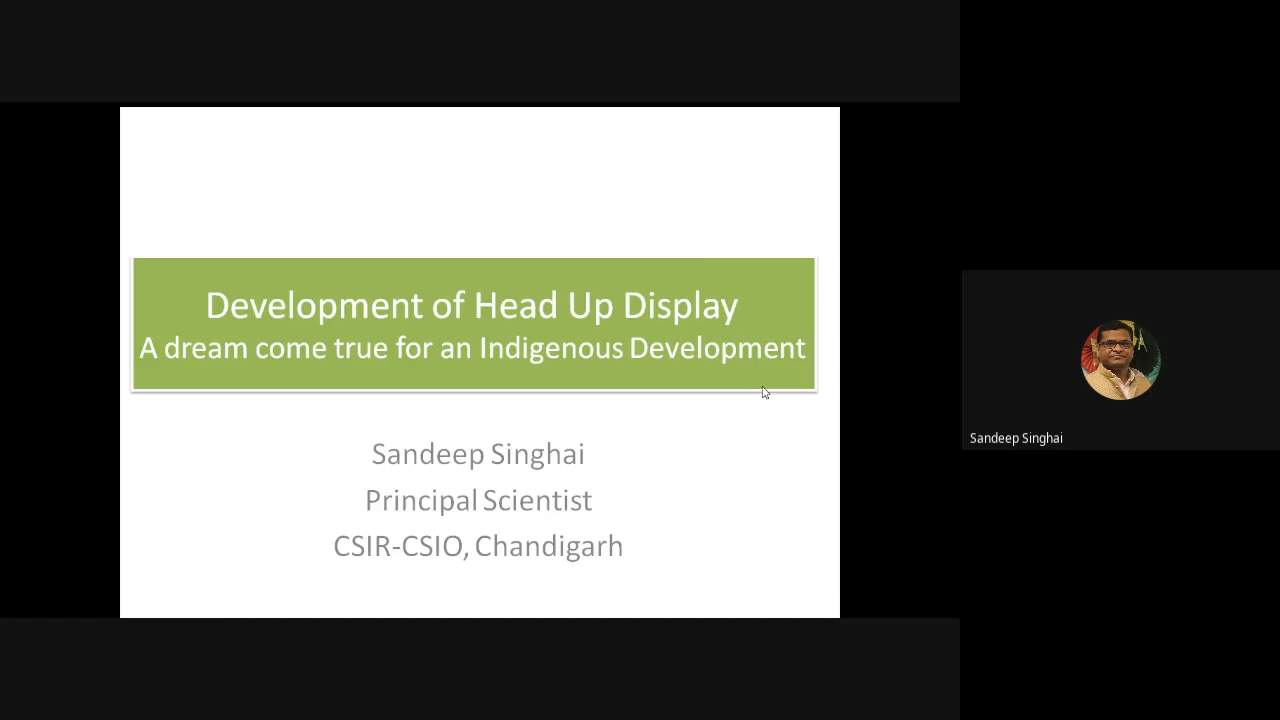 Development of Head Up Display
A dream come true for an Indigenous Development
Sandeep Singhai
Principal Scientist
CSIR-CSIO, Chandigarh
Sandeep Singhai